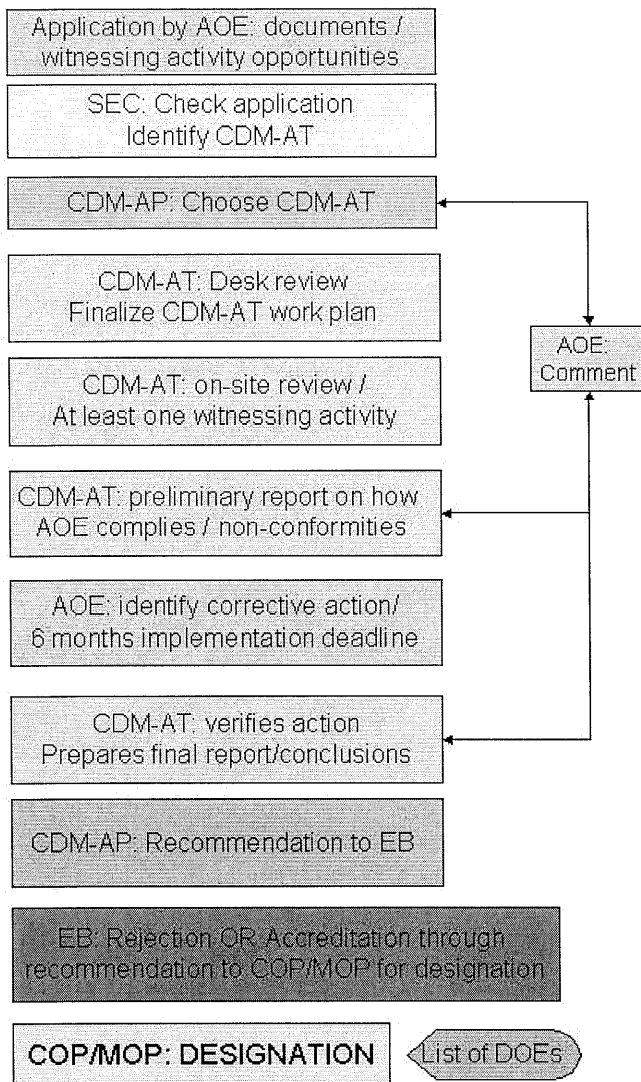 Application by AOE: documents /
witnessing activity opportunities
SEC: Check application
Identify CDM-AT
CDM-AP: Choose CDM-AT
CDM-AT: Desk review
Finalize CDM-AT work plan
AOE:
Comment
CDM-AT: on-site review /
At least one witnessing activity
CDM-AT: preliminary report on how
AOE complies / non-conformities
AOE: identify corrective action/
6 months implementation deadline
CDM-AT: verifies action
Prepares final report/conclusions
CDM-AP: Recommendation to EB
EB: Rejection OR Accreditation through
recommendation to COP/MOP for designation
COP/MOP: DESIGNATION
List of DOEs